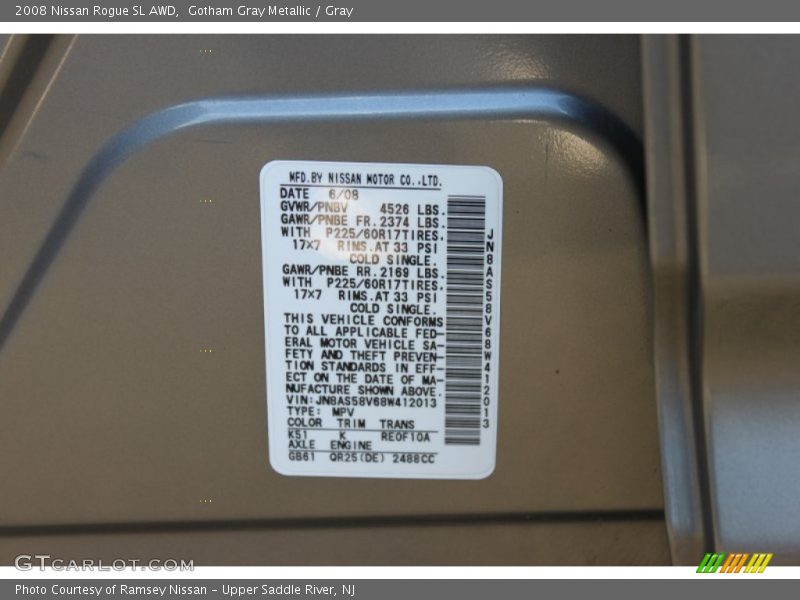 2008 Nissan Rogue SL AWD,  Gotham Gray Metallic / Gray
MFD.BY NISSAN MOTOR CO.,LTD.
DATE  6/08
GVWR/PNBV  4526 LBS.
GAWR/PNBE FR.2374 LBS.
WITH  P225/60R17TIRES.
17X7  RIMS.AT 33 PSI
COLD SINGLE.
GAWR/PNBE RR.2169 LBS.
WITH  P225/60R17TIRES.
17X7  RIMS.AT 33 PSI
COLD SINGLE.
THIS VEHICLE CONFORMS
TO ALL APPLICABLE FED-
ERAL MOTOR VEHICLE SA-
FETY AND THEFT PREVEN-
TION STANDARDS IN EFF-
ECT ON THE DATE OF MA-
NUFACTURE SHOWN ABOVE.
VIN:JN8AS58V68W412013
TYPE: MPV
COLOR  TRIM  TRANS
K51  K  RE0F10A
AXLE  ENGINE
GB61  QR25(DE) 2488CC
JN8AS58V68W412013
GTCARLOT.COM
Photo Courtesy of Ramsey Nissan - Upper Saddle River, NJ